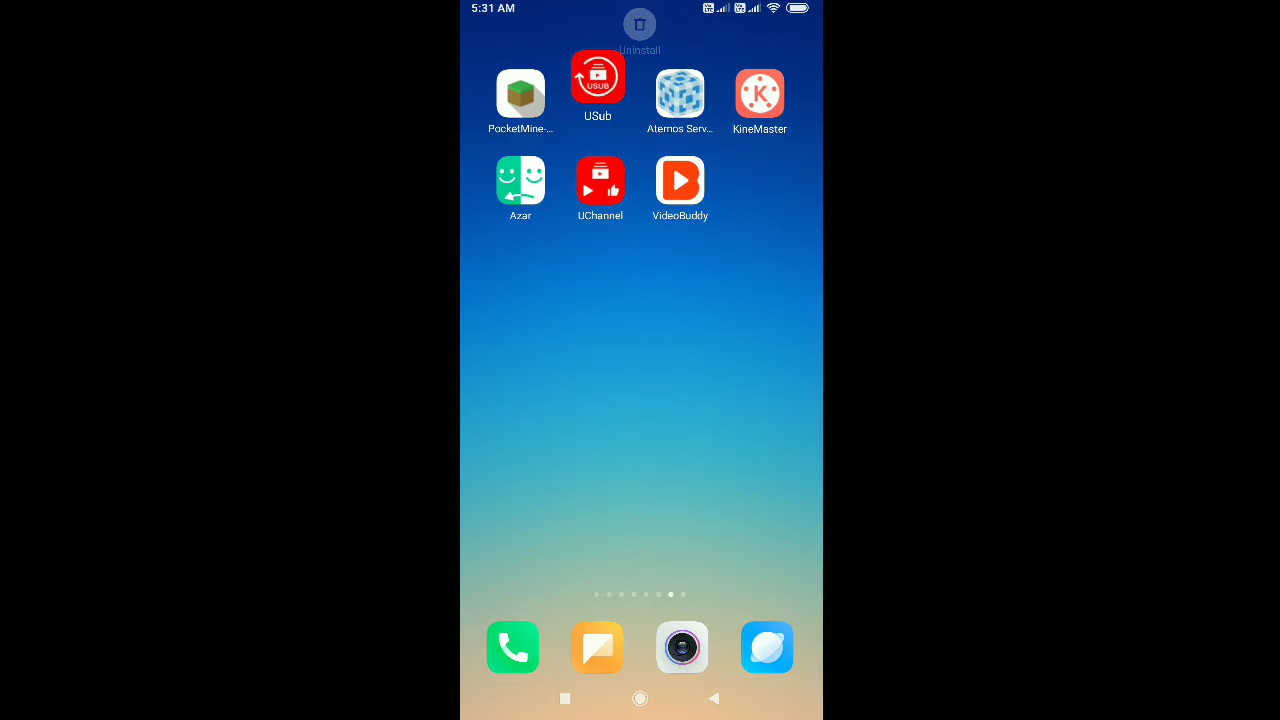 5:31 AM
Uninstall
USUB
K
PocketMine-...
USub
Aternos Serv...
KineMaster
Azar
UChannel
VideoBuddy